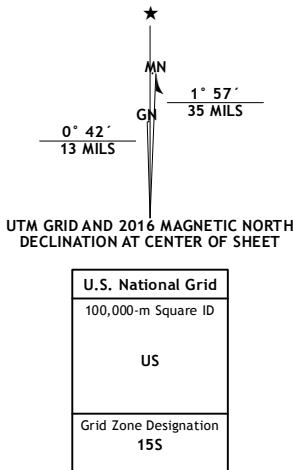 ★
MN
1° 57´
35 MILS
GN
0° 42´
13 MILS
UTM GRID AND 2016 MAGNETIC NORTH
DECLINATION AT CENTER OF SHEET
U.S. National Grid
100,000-m Square ID
US
Grid Zone Designation
15S